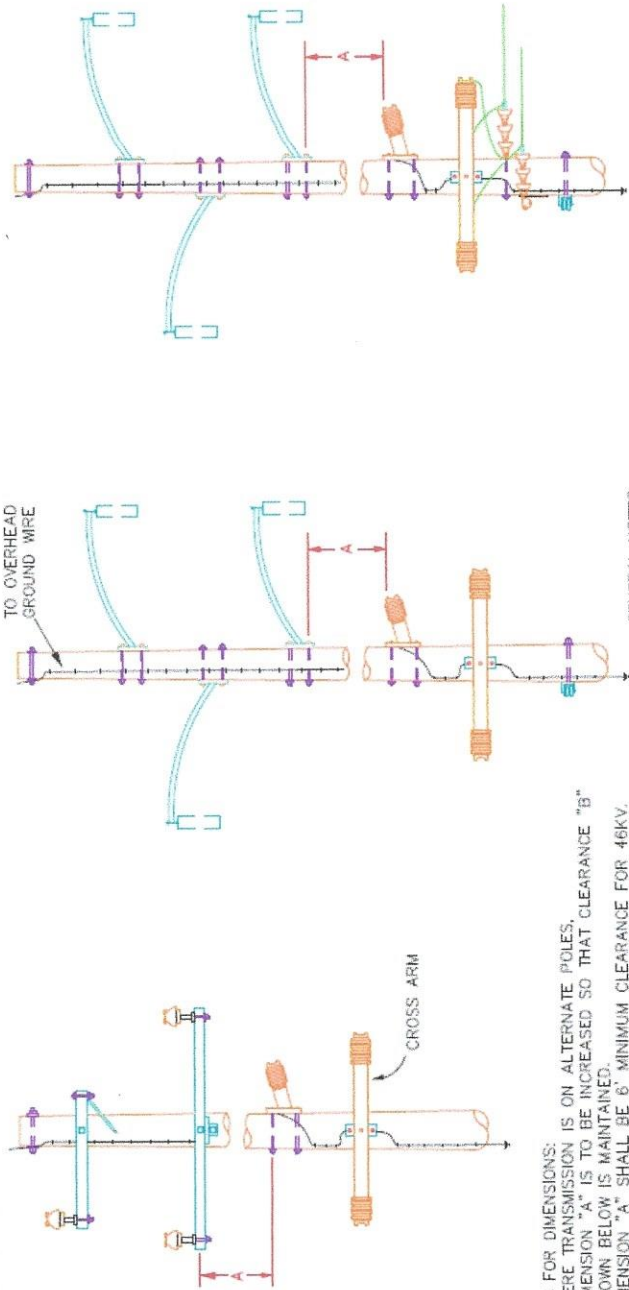 TO OVERHEAD
GROUND WIRE
A
A
A
CROSS ARM
FOR DIMENSIONS:
ERE TRANSMISSION IS ON ALTERNATE POLES,
MENSION "A" IS TO BE INCREASED SO THAT CLEARANCE "B"
OWN BELOW IS MAINTAINED.
MENSION "A" SHALL BE 6' MINIMUM CLEARANCE FOR 46KV.